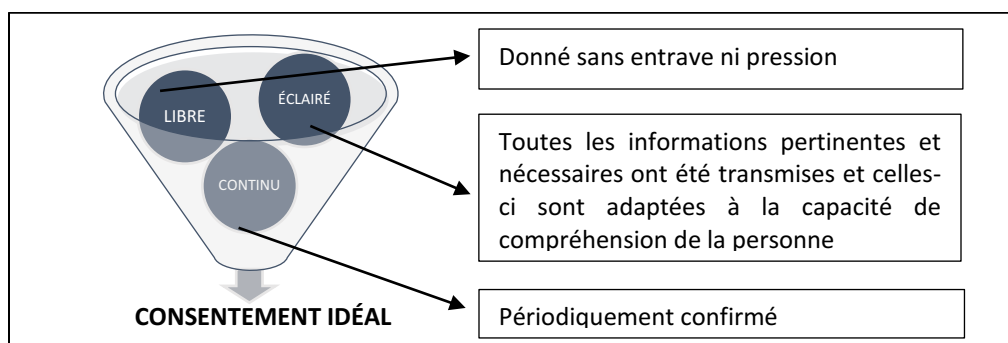 LIBRE
ÉCLAIRÉ
CONTINU
CONSENTEMENT IDÉAL
Donné sans entrave ni pression
Toutes les informations pertinentes et
nécessaires ont été transmises et celles-
ci sont adaptées à la capacité de
compréhension de la personne
Périodiquement confirmé